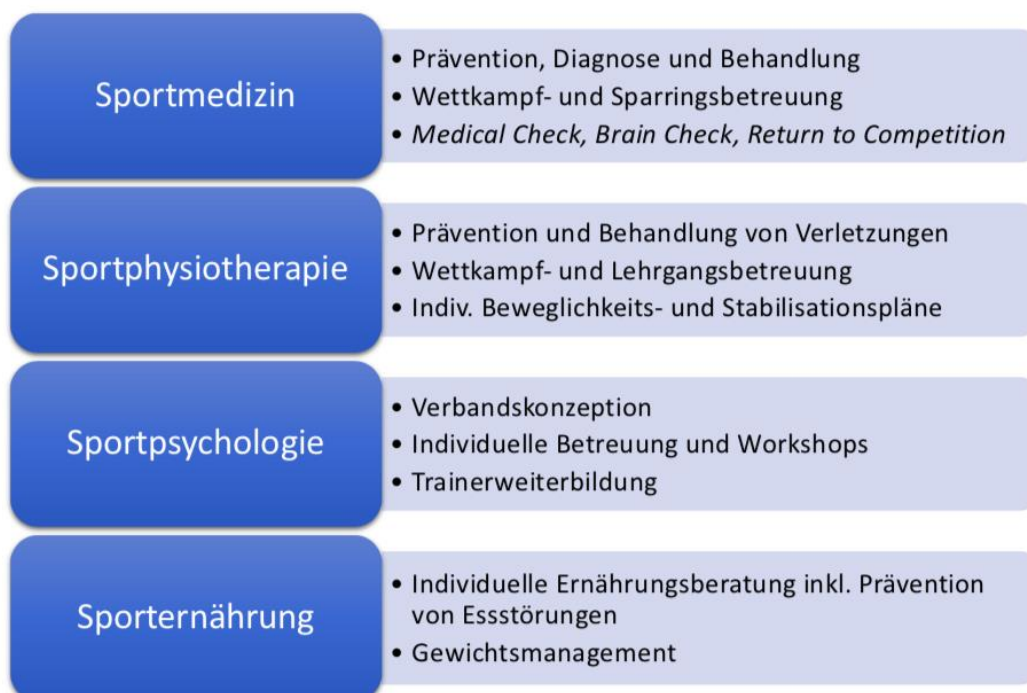 Sportmedizin
• Prävention, Diagnose und Behandlung
• Wettkampf- und Sparringsbetreuung
• Medical Check, Brain Check, Return to Competition
Sportphysiotherapie
• Prävention und Behandlung von Verletzungen
• Wettkampf- und Lehrgangsbetreuung
• Indiv. Beweglichkeits- und Stabilisationspläne
Sportpsychologie
• Verbandskonzeption
• Individuelle Betreuung und Workshops
• Trainerweiterbildung
Sporternährung
• Individuelle Ernährungsberatung inkl. Prävention
von Essstörungen
• Gewichtsmanagement